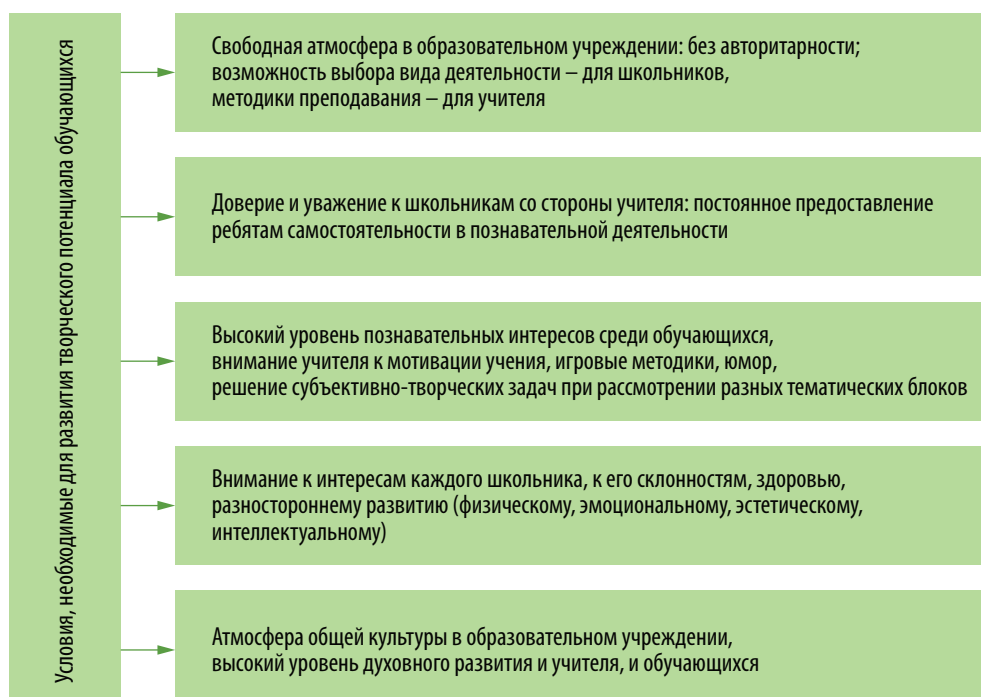 Условия, необходимые для развития творческого потенциала обучающихся
Свободная атмосфера в образовательном учреждении: без авторитарности;
возможность выбора вида деятельности – для школьников,
методики преподавания – для учителя
Доверие и уважение к школьникам со стороны учителя: постоянное предоставление
ребятам самостоятельности в познавательной деятельности
Высокий уровень познавательных интересов среди обучающихся,
внимание учителя к мотивации учения, игровые методики, юмор,
решение субъективно-творческих задач при рассмотрении разных тематических блоков
Внимание к интересам каждого школьника, к его склонностям, здоровью,
разностороннему развитию (физическому, эмоциональному, эстетическому,
интеллектуальному)
Атмосфера общей культуры в образовательном учреждении,
высокий уровень духовного развития и учителя, и обучающихся